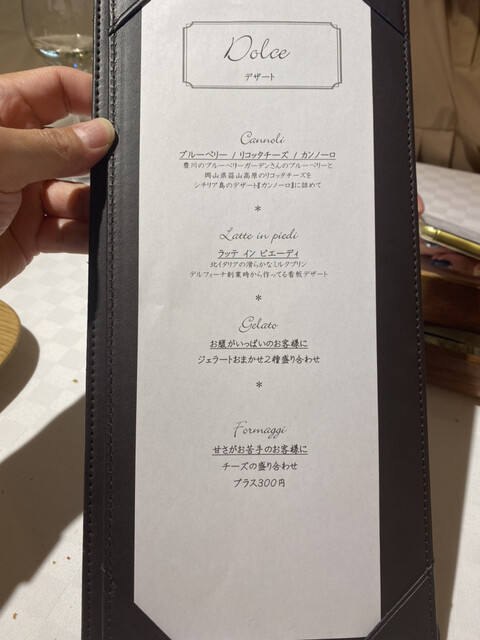 Dolce
デザート
Cannoli
ブルーベリー / リコッタチーズ / カンノーロ
豊川のブルーベリーガーデンさんのブルーベリーと
岡山県蒜山高原のリコッタチーズを
シチリア島のデザート『カンノーロ』に詰めて
*
Latte in piedi
ラッテ イン ピエーディ
北イタリアの滑らかなミルクプリン
デルフィーナ創業時から作ってる看板デザート
*
Gelato
お腹がいっぱいのお客様に
ジェラートおまかせ2種盛り合わせ
*
Formaggi
甘さがお苦手のお客様に
チーズの盛り合わせ
プラス300円